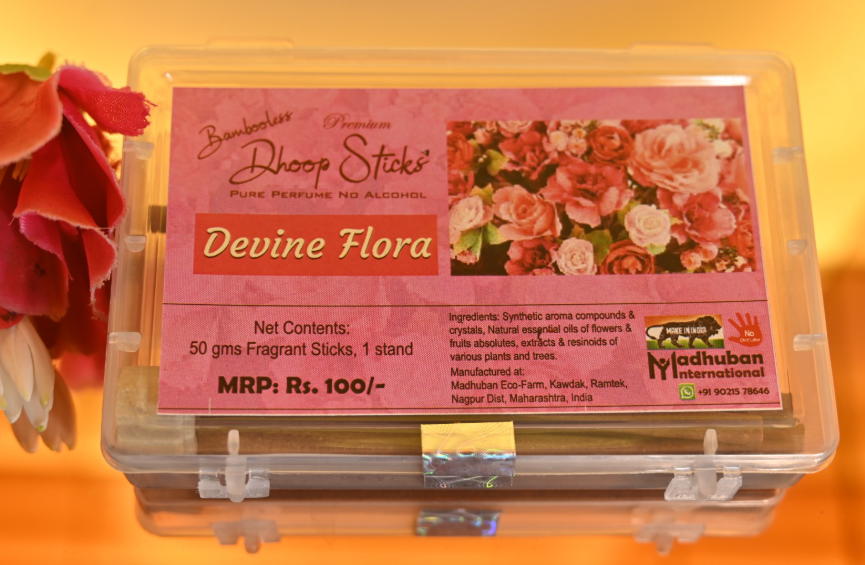 Bambooless
Premium
Dhoop Sticks
PURE PERFUME NO ALCOHOL
Devine Flora
Net Contents:
50 gms Fragrant Sticks, 1 stand
MRP: Rs. 100/-
Ingredients: Synthetic aroma compounds &
crystals, Natural essential oils of flowers &
fruits absolutes, extracts & resinoids of
various plants and trees.
Manufactured at:
Madhuban Eco-Farm, Kawdak, Ramtek,
Nagpur Dist, Maharashtra, India
MAKE IN INDIA
No
Child Labor
Madhuban
International
+91 90215 78646